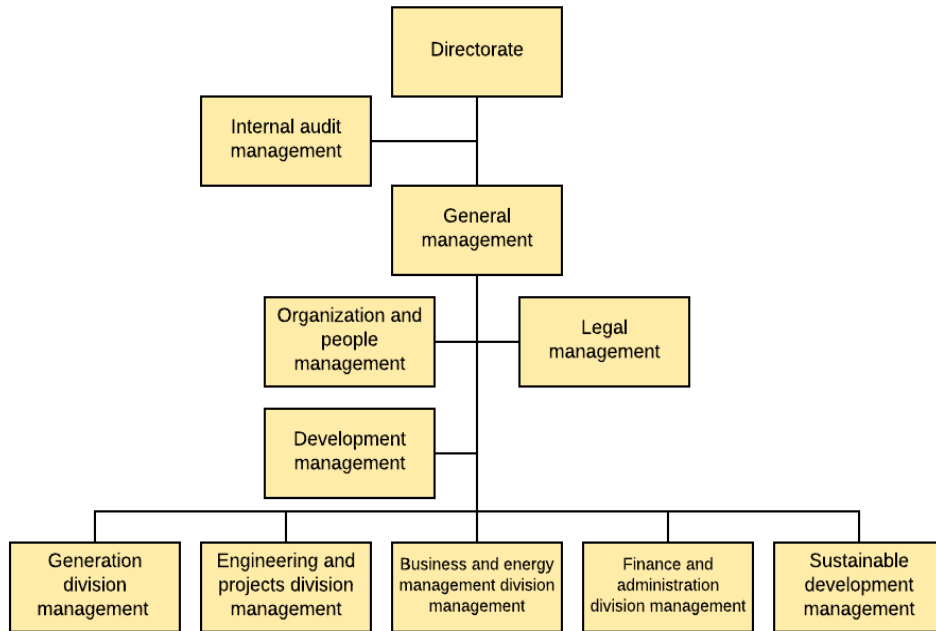 Directorate
Internal audit
management
General
management
Organization and
people
management
Legal
management
Development
management
Generation
division
management
Engineering and
projects division
management
Business and energy
management division
management
Finance and
administration
division management
Sustainable
development
management